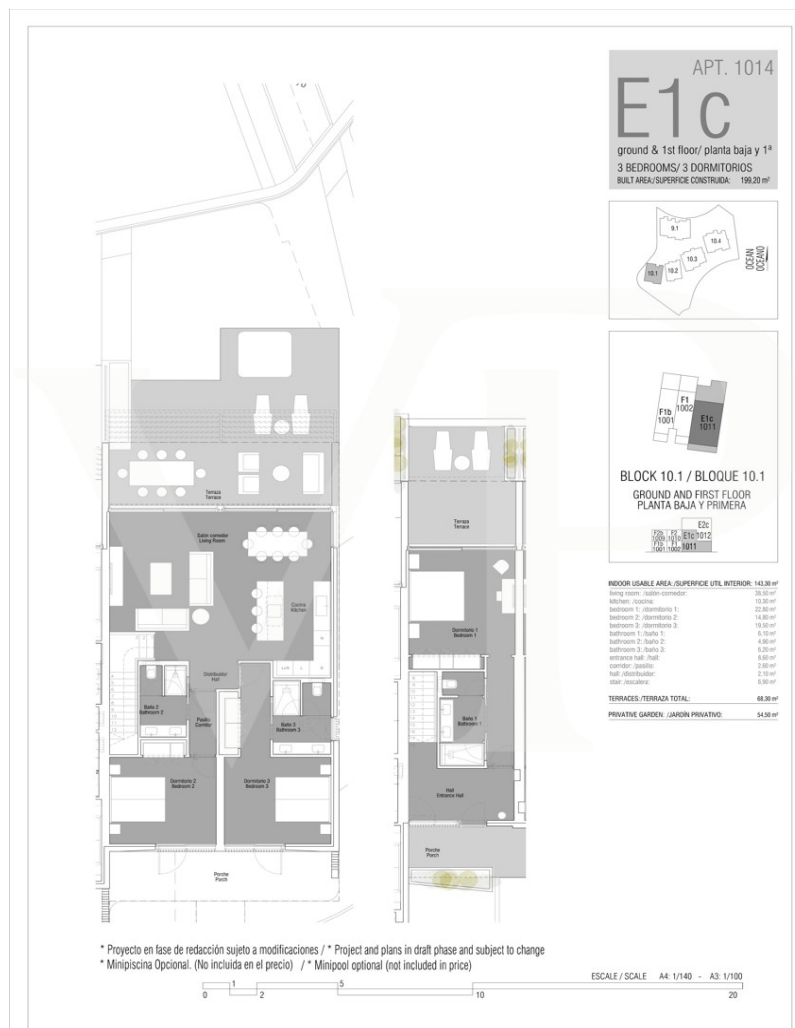 APT. 1014
E1c
ground & 1st floor/ planta baja y 1ª
3 BEDROOMS/ 3 DORMITORIOS
BUILT AREA:/SUPERFICIE CONSTRUIDA: 199,20 m²
9.1
10.4
10.3
10.2
10.1
OCEAN
OCEANO
F1b
1001
F1
1002
E1c
1011
BLOCK 10.1 / BLOQUE 10.1
GROUND AND FIRST FLOOR
PLANTA BAJA Y PRIMERA
E2c
1012
F2b
1009
F2
1010
E1c
1011
F1b
1001
F1
1002
INDOOR USABLE AREA:/SUPERFICIE UTIL INTERIOR: 143,30 m²
living room: /salón-comedor:
kitchen: /cocina: 10,30 m²
bedroom 1: /dormitorio 1: 22,80 m²
bedroom 2: /dormitorio 2: 14,80 m²
bedroom 3: /dormitorio 3: 19,50 m²
bathroom 1: /baño 1: 6,10 m²
bathroom 2: /baño 2: 4,90 m²
bathroom 3: /baño 3: 6,20 m²
entrance hall: /hall: 8,60 m²
corridor: /pasillo: 2,60 m²
hall: /distribuidor: 2,10 m²
stair: /escalera: 6,90 m²
TERRACES:/TERRAZA TOTAL: 68,30 m²
PRIVATIVE GARDEN: /JARDÍN PRIVATIVO: 54,50 m²
Terraza
Terrace
Salón comedor
Living Room
Cocina
Kitchen
Distribuidor
Hall
Baño 2
Bathroom 2
Pasillo
Corridor
Baño 3
Bathroom 3
Dormitorio 2
Bedroom 2
Dormitorio 3
Bedroom 3
Porche
Porch
Terraza
Terrace
Dormitorio 1
Bedroom 1
Baño 1
Bathroom 1
Hall
Entrance Hall
Porche
Porch
* Proyecto en fase de redacción sujeto a modificaciones / * Project and plans in draft phase and subject to change
* Minipiscina Opcional. (No incluida en el precio) / * Minipool optional (not included in price)
ESCALE / SCALE A4: 1/140 - A3: 1/100
0 1 2 5 10 20